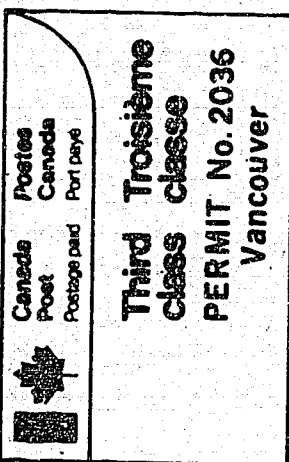 Canada Postes
Post Canada
Postage paid Port payé
Third Troisième
class classe
PERMIT No. 2036
Vancouver